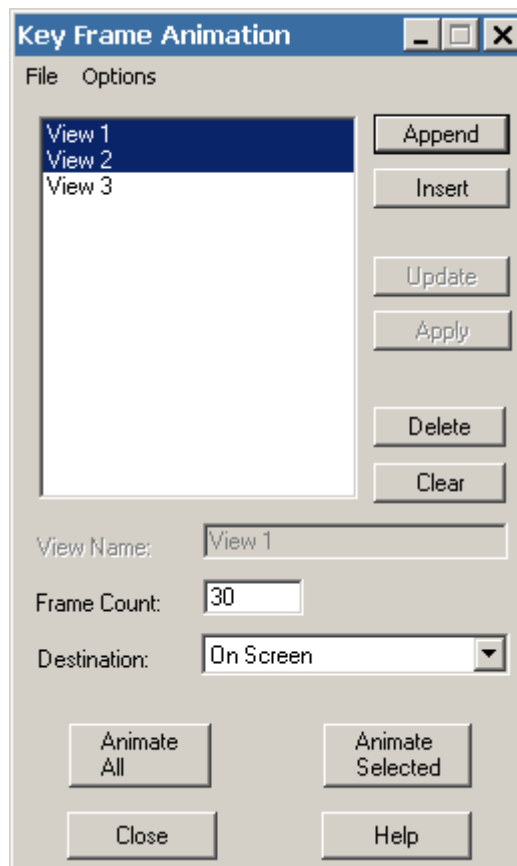 Key Frame Animation
File Options
View 1
View 2
View 3
Append
Insert
Update
Apply
Delete
Clear
View Name: View 1
Frame Count: 30
Destination: On Screen
Animate
All
Animate
Selected
Close
Help